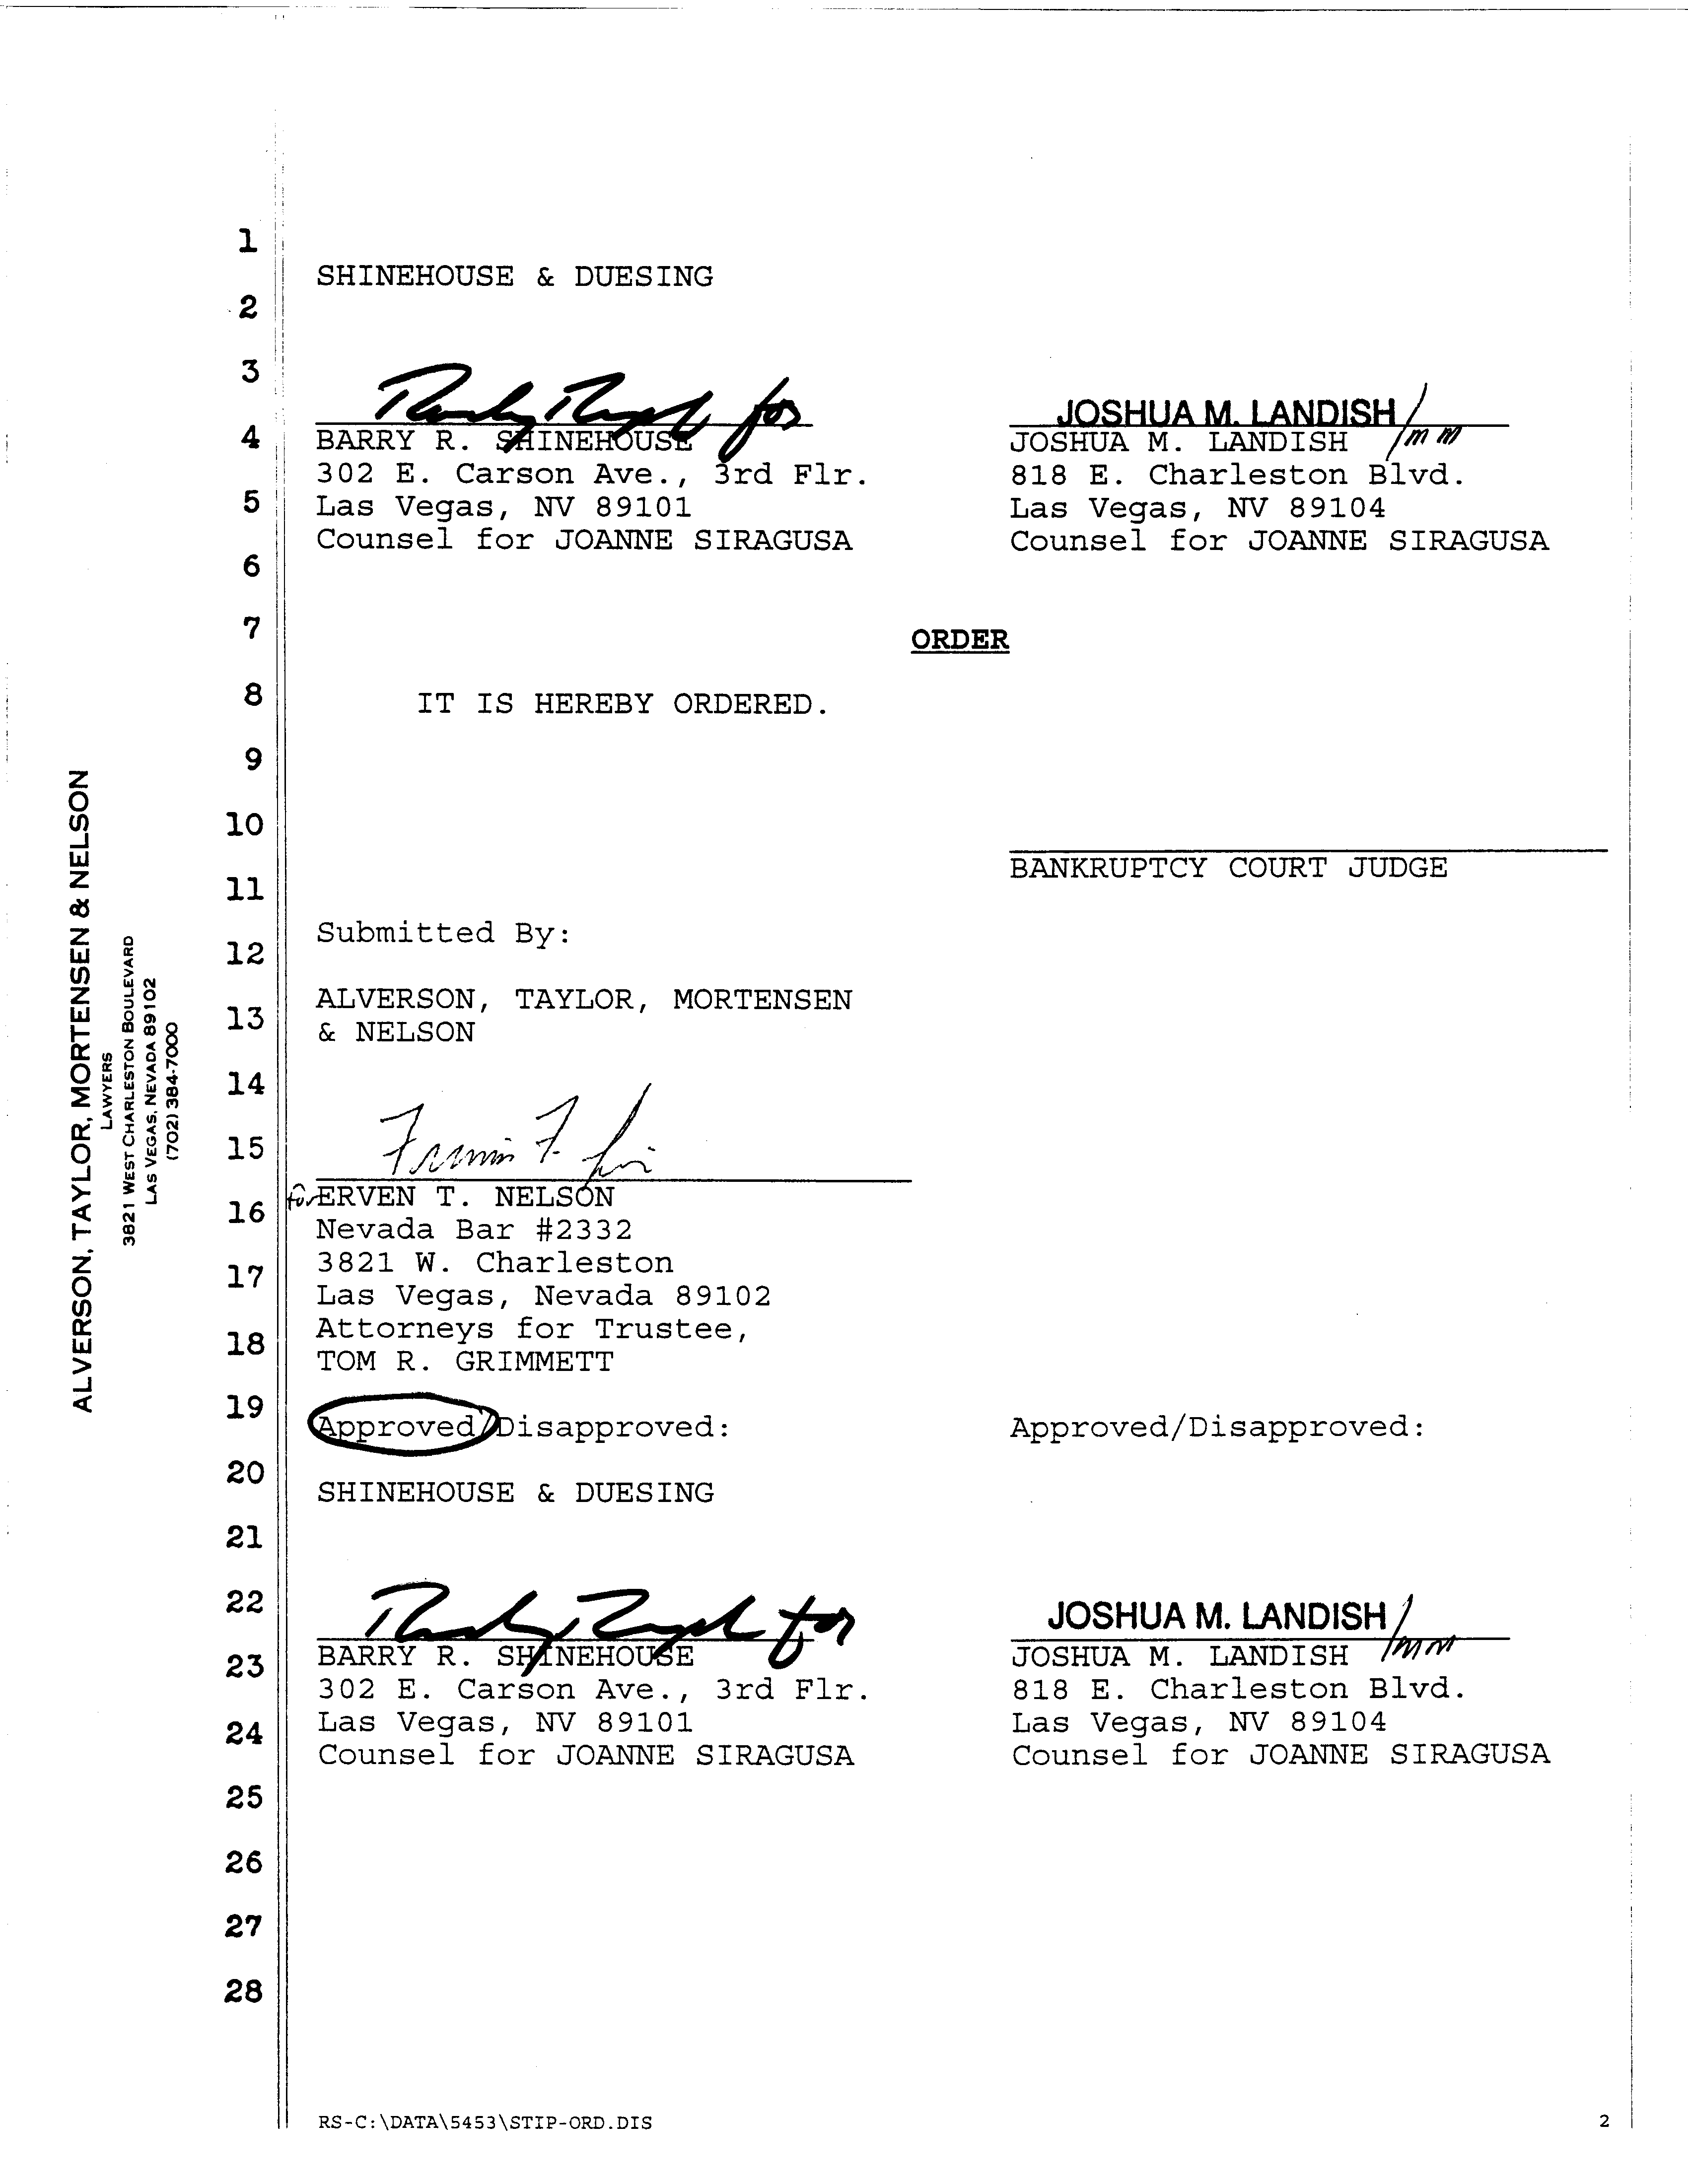 1
SHINEHOUSE & DUESING
2
3
for
JOSHUA M. LANDISH /mm
4
BARRY R. SHINEHOUSE
302 E. Carson Ave., 3rd Flr.
5
Las Vegas, NV 89101
Counsel for JOANNE SIRAGUSA
6
JOSHUA M. LANDISH
818 E. Charleston Blvd.
Las Vegas, NV 89104
Counsel for JOANNE SIRAGUSA
7
ORDER
8
IT IS HEREBY ORDERED.
9
10
BANKRUPTCY COURT JUDGE
11
Submitted By:
12
ALVERSON, TAYLOR, MORTENSEN
13
& NELSON
14
15
16
for ERVEN T. NELSON
Nevada Bar #2332
17
3821 W. Charleston
Las Vegas, Nevada 89102
18
Attorneys for Trustee,
TOM R. GRIMMETT
19
Approved/Disapproved:
Approved/Disapproved:
20
SHINEHOUSE & DUESING
21
22
for
JOSHUA M. LANDISH /mm
23
BARRY R. SHINEHOUSE
302 E. Carson Ave., 3rd Flr.
24
Las Vegas, NV 89101
Counsel for JOANNE SIRAGUSA
JOSHUA M. LANDISH
818 E. Charleston Blvd.
Las Vegas, NV 89104
Counsel for JOANNE SIRAGUSA
25
26
27
28
ALVERSON, TAYLOR, MORTENSEN & NELSON
LAWYERS
3821 WEST CHARLESTON BOULEVARD
LAS VEGAS, NEVADA 89102
(702) 384-7000
RS-C:\DATA\5453\STIP-ORD.DIS
2